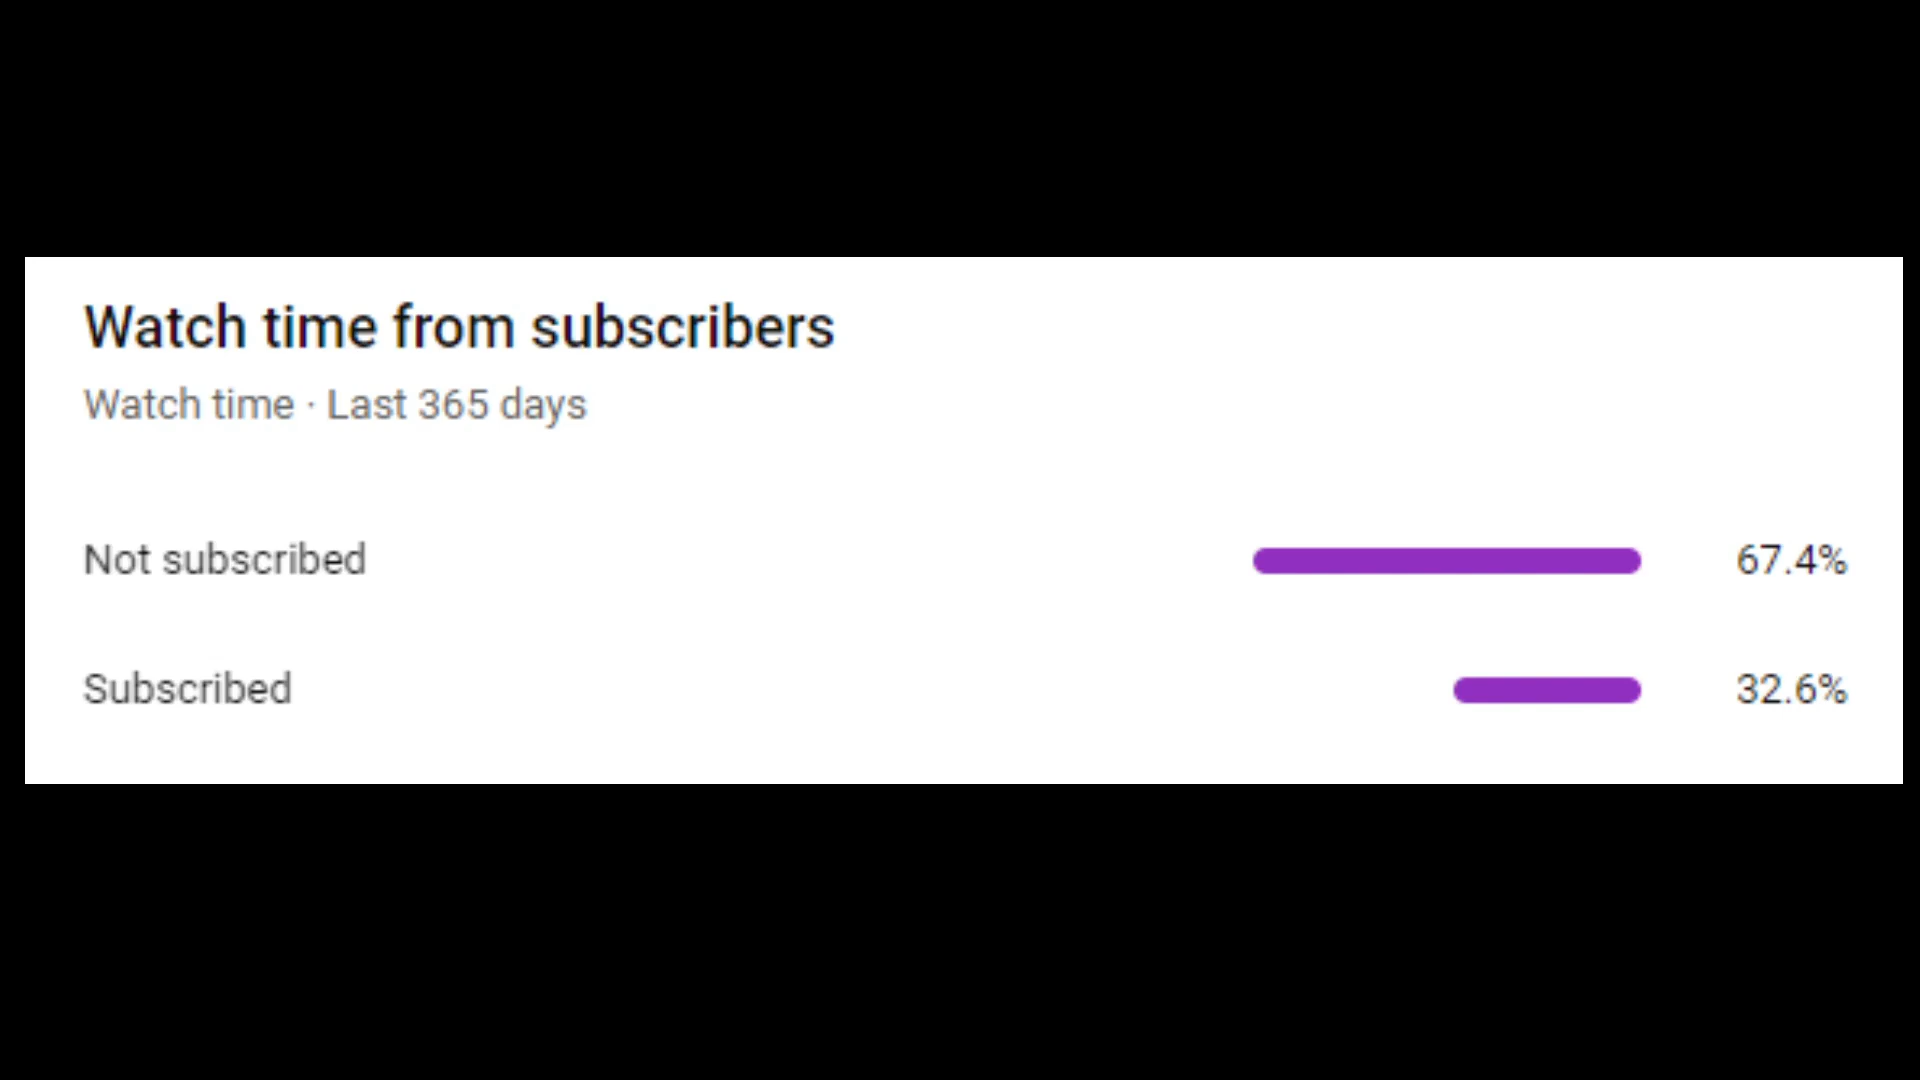 Watch time from subscribers
Watch time · Last 365 days
Not subscribed 67.4%
Subscribed 32.6%